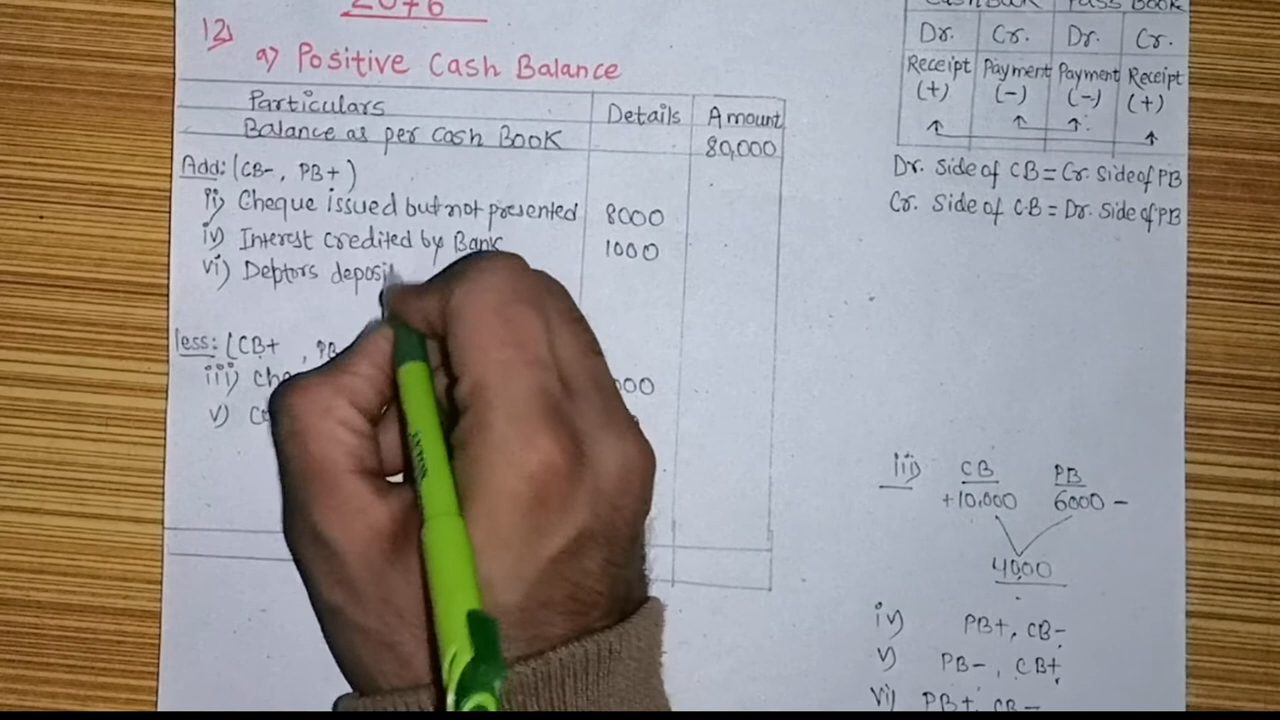 2076
12)
a) Positive Cash Balance
Particulars Details Amount
Balance as per Cash Book 80,000
Add: (CB-, PB+)
ii) Cheque issued but not presented 8000
iv) Interest credited by Bank 1000
vi) Debtors deposi
less: [CB+ , PB
iii) Che
v)
Cash Book Pass Book
Dr. Cr. Dr. Cr.
Receipt Payment Payment Receipt
(+) (-) (-) (+)
Dr. Side of CB = Cr. Side of PB
Cr. Side of CB = Dr. Side of PB
iii) CB PB
+10,000 6000 -
4000
iv) PB+, CB-
v) PB-, CB+
vi) PB+, CB-